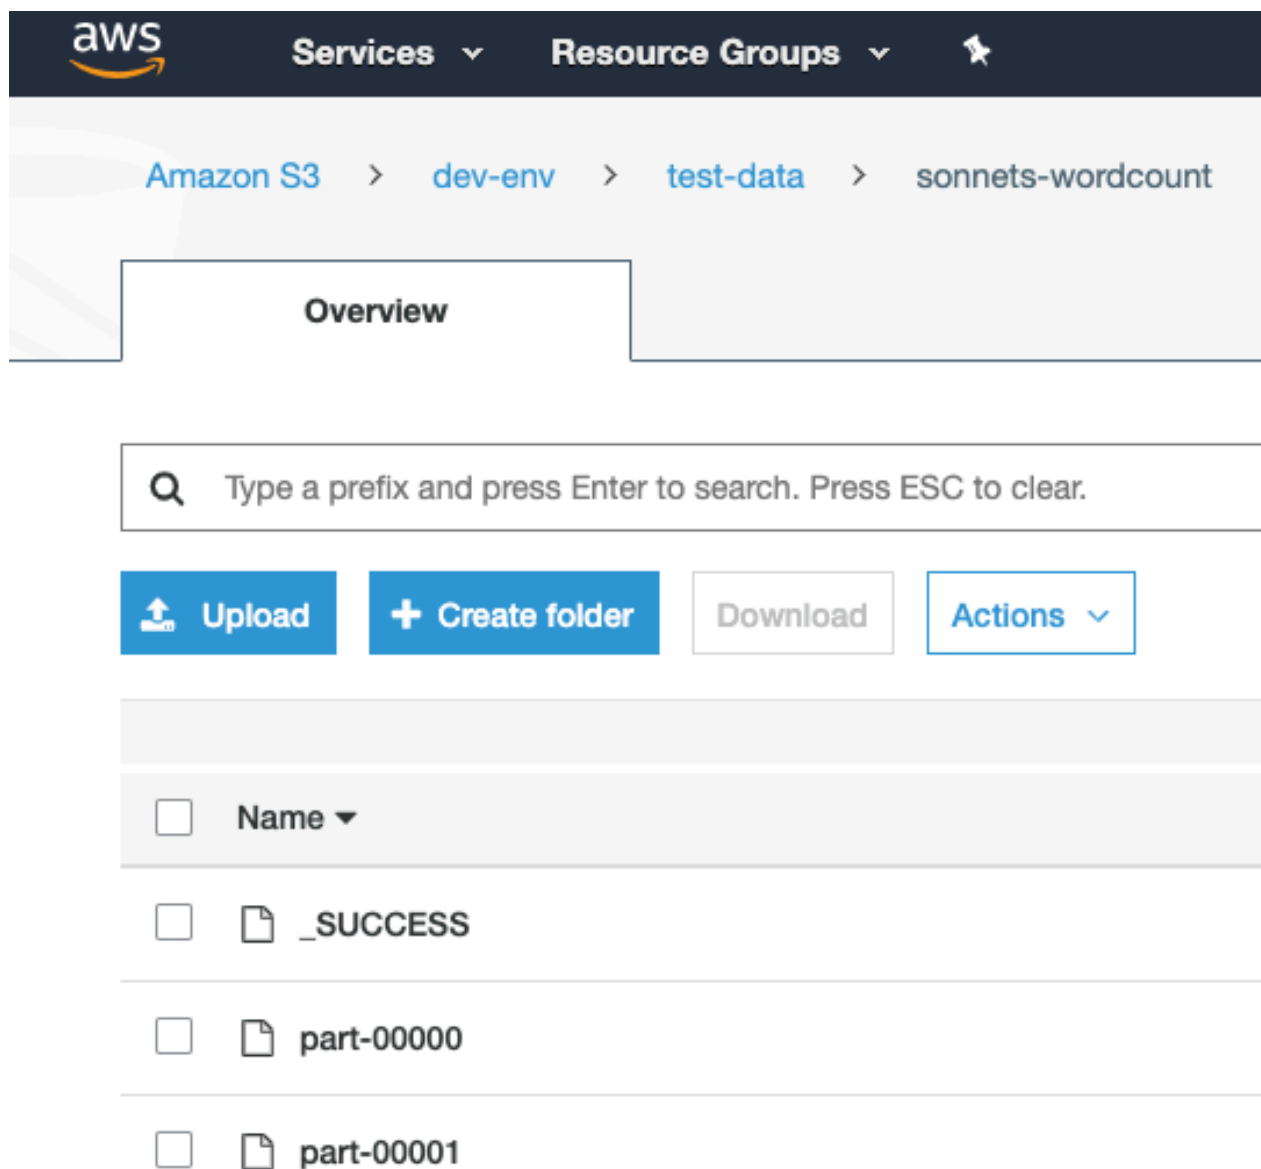 aws Services Resource Groups
Amazon S3 > dev-env > test-data > sonnets-wordcount
Overview
Type a prefix and press Enter to search. Press ESC to clear.
Upload + Create folder Download Actions
Name
_SUCCESS
part-00000
part-00001